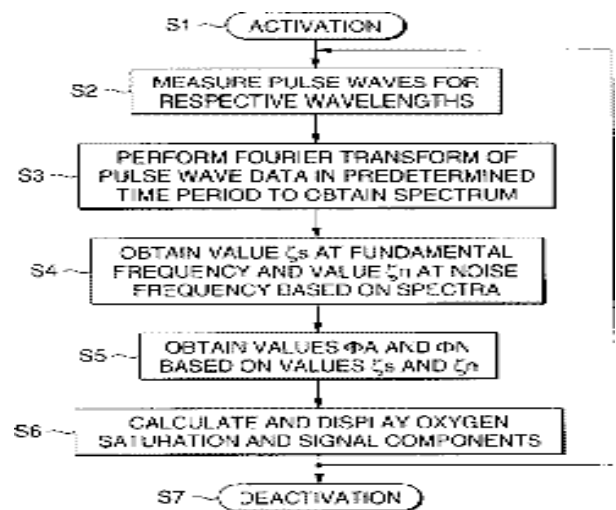 S1 ACTIVATION
S2 MEASURE PULSE WAVES FOR
RESPECTIVE WAVELENGTHS
S3 PERFORM FOURIER TRANSFORM OF
PULSE WAVE DATA IN PREDETERMINED
TIME PERIOD TO OBTAIN SPECTRUM
S4 OBTAIN VALUE ζs AT FUNDAMENTAL
FREQUENCY AND VALUE ζn AT NOISE
FREQUENCY BASED ON SPECTRA
S5 OBTAIN VALUES ΦA AND ΦN
BASED ON VALUES ζs AND ζn
S6 CALCULATE AND DISPLAY OXYGEN
SATURATION AND SIGNAL COMPONENTS
S7 DEACTIVATION